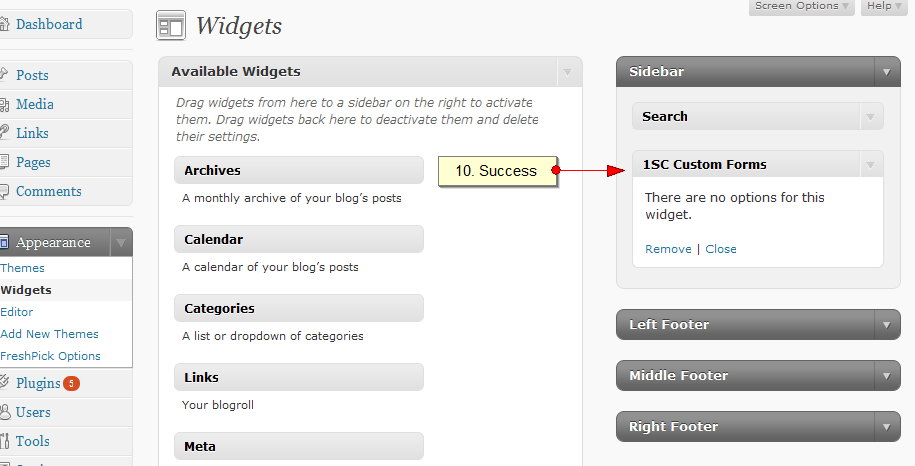 Screen Options
Help
Dashboard
Posts
Media
Links
Pages
Comments
Appearance
Themes
Widgets
Editor
Add New Themes
FreshPick Options
Plugins 5
Users
Tools
Widgets
Available Widgets
Drag widgets from here to a sidebar on the right to activate
them. Drag widgets back here to deactivate them and delete
their settings.
Archives
A monthly archive of your blog’s posts
Calendar
A calendar of your blog’s posts
Categories
A list or dropdown of categories
Links
Your blogroll
Meta
10. Success
Sidebar
Search
1SC Custom Forms
There are no options for this
widget.
Remove | Close
Left Footer
Middle Footer
Right Footer